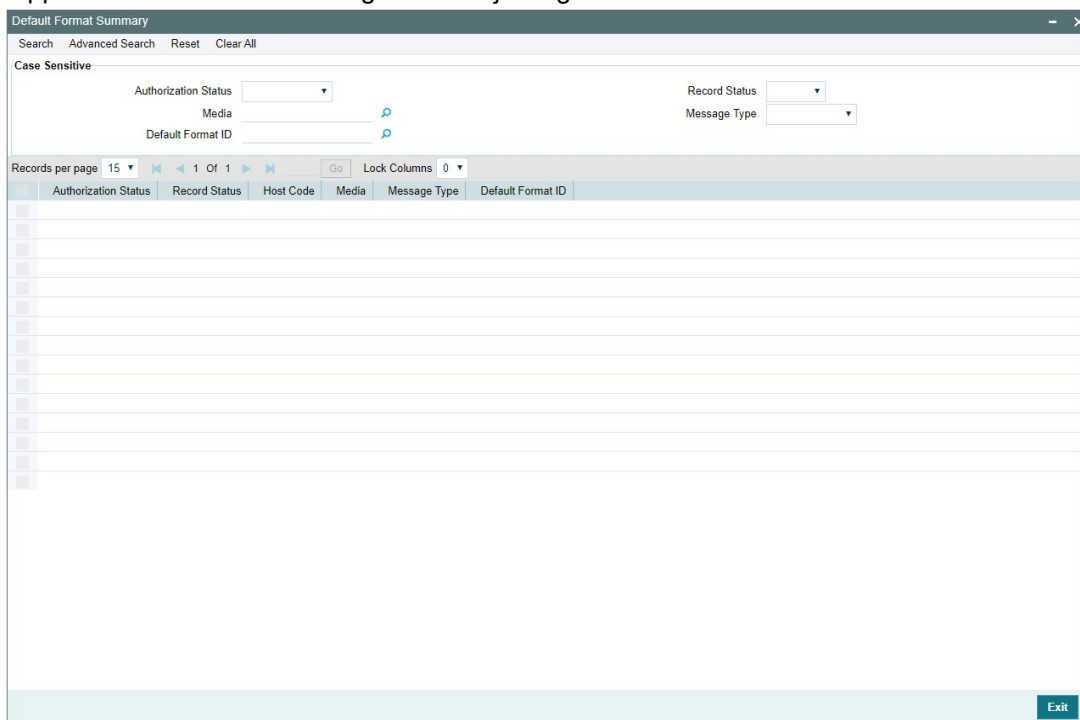 Default Format Summary
Search Advanced Search Reset Clear All
Case Sensitive
Authorization Status Record Status
Media Message Type
Default Format ID
Records per page 15 1 Of 1 Go Lock Columns 0
Authorization Status Record Status Host Code Media Message Type Default Format ID
Exit